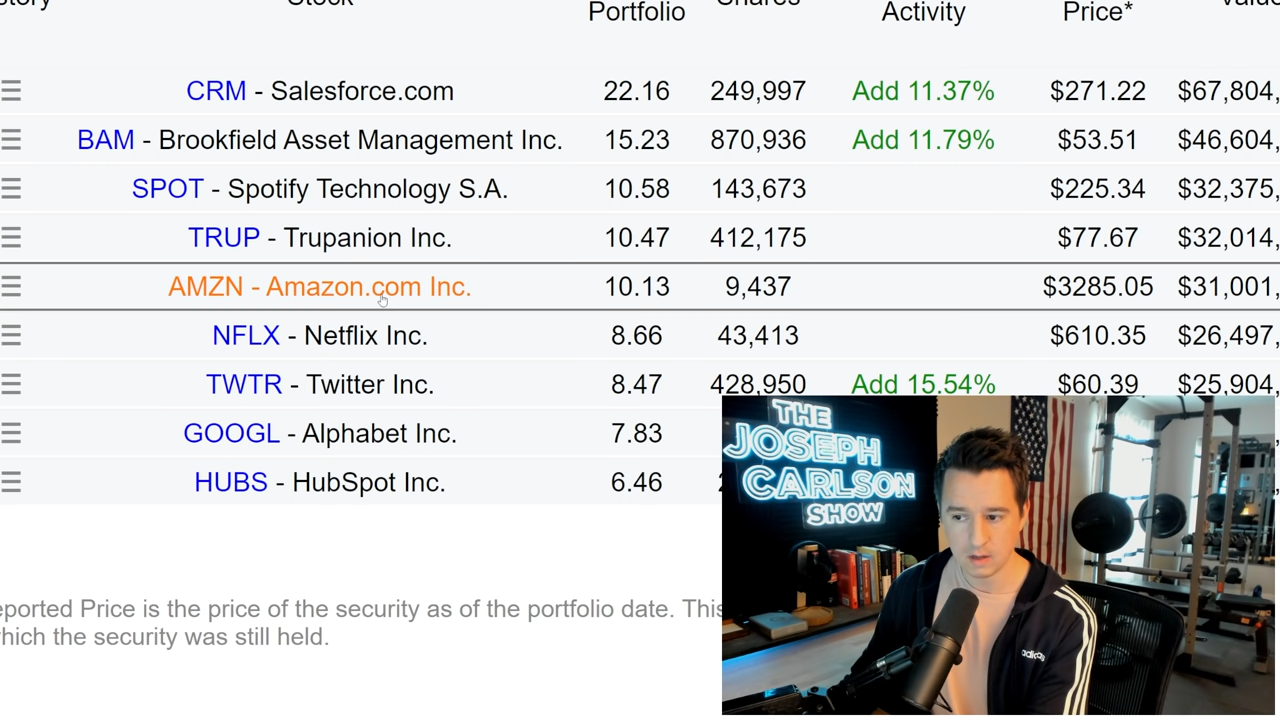 Stock
Portfolio
Shares
Activity
Price*
CRM - Salesforce.com 22.16 249,997 Add 11.37% $271.22 $67,804,
BAM - Brookfield Asset Management Inc. 15.23 870,936 Add 11.79% $53.51 $46,604,
SPOT - Spotify Technology S.A. 10.58 143,673 $225.34 $32,375,
TRUP - Trupanion Inc. 10.47 412,175 $77.67 $32,014,
AMZN - Amazon.com Inc. 10.13 9,437 $3285.05 $31,001,
NFLX - Netflix Inc. 8.66 43,413 $610.35 $26,497,
TWTR - Twitter Inc. 8.47 428,950 Add 15.54% $60.39 $25,904,
GOOGL - Alphabet Inc. 7.83
HUBS - HubSpot Inc. 6.46
THE
JOSEPH
CARLSON
SHOW
adidas
eported Price is the price of the security as of the portfolio date. This
which the security was still held.